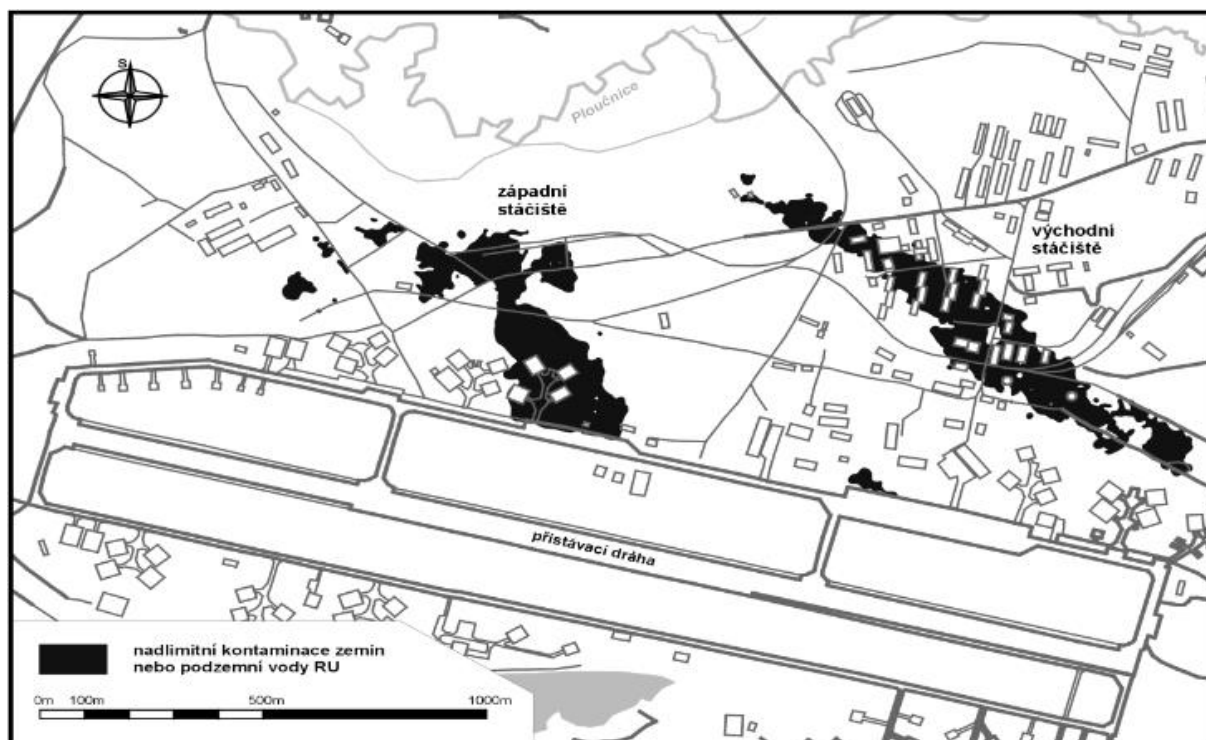 S
Ploučnice
západní
stáčiště
východní
stáčiště
přistávací dráha
nadlimitní kontaminace zemin
nebo podzemní vody RU
0m 100m 500m 1000m